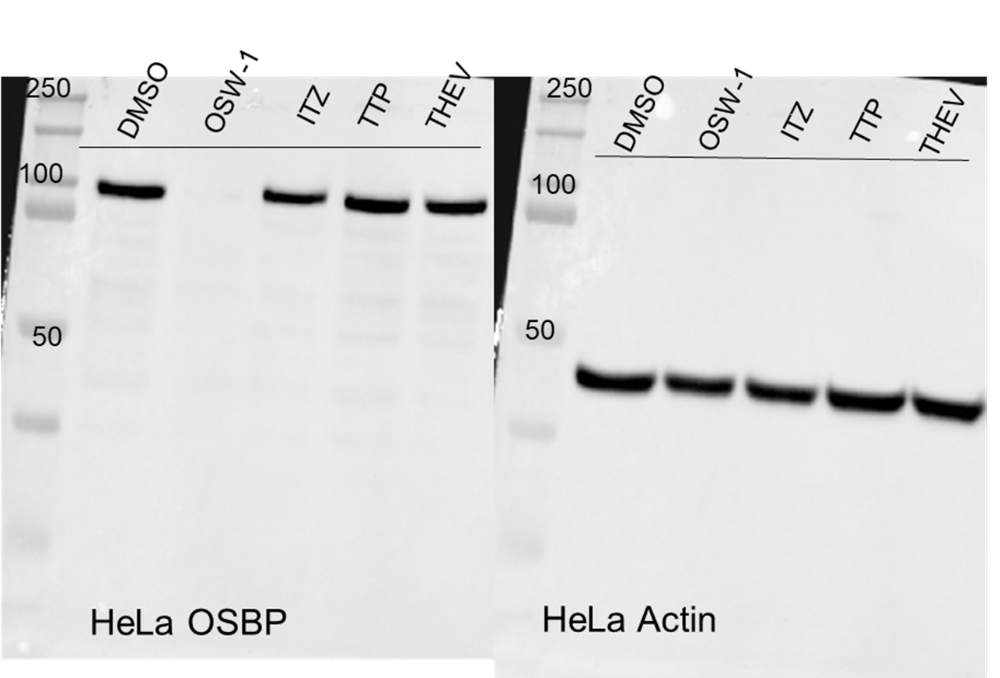 250 DMSO OSW-1 ITZ TTP THEV
100
50
HeLa OSBP
250 DMSO OSW-1 ITZ TTP THEV
100
50
HeLa Actin